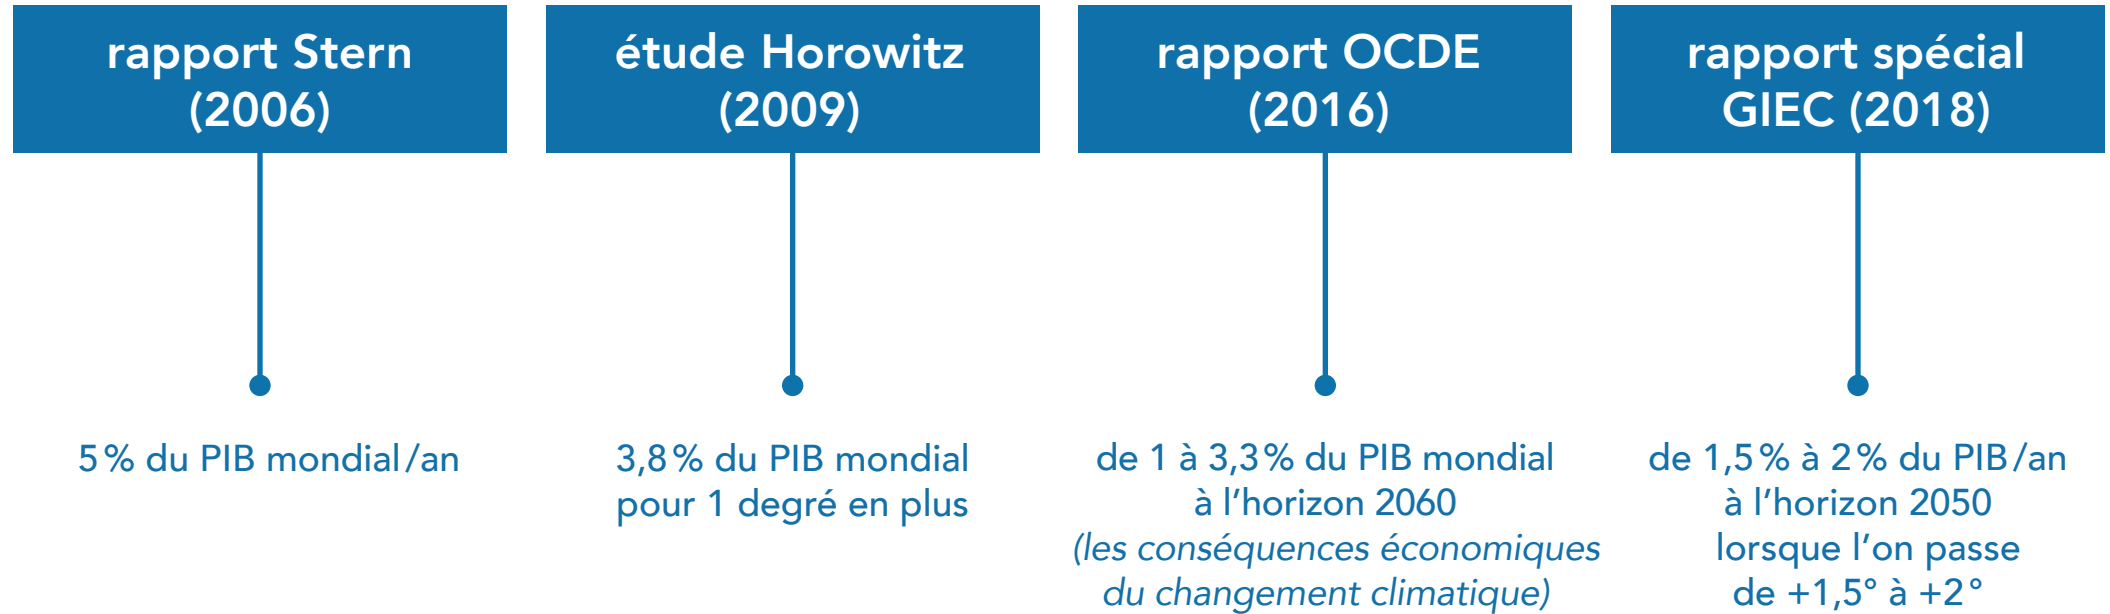 rapport Stern
(2006)
5 % du PIB mondial /an
étude Horowitz
(2009)
3,8 % du PIB mondial
pour 1 degré en plus
rapport OCDE
(2016)
de 1 à 3,3 % du PIB mondial
à l’horizon 2060
(les conséquences économiques
du changement climatique)
rapport spécial
GIEC (2018)
de 1,5 % à 2 % du PIB /an
à l’horizon 2050
lorsque l’on passe
de +1,5° à +2 °